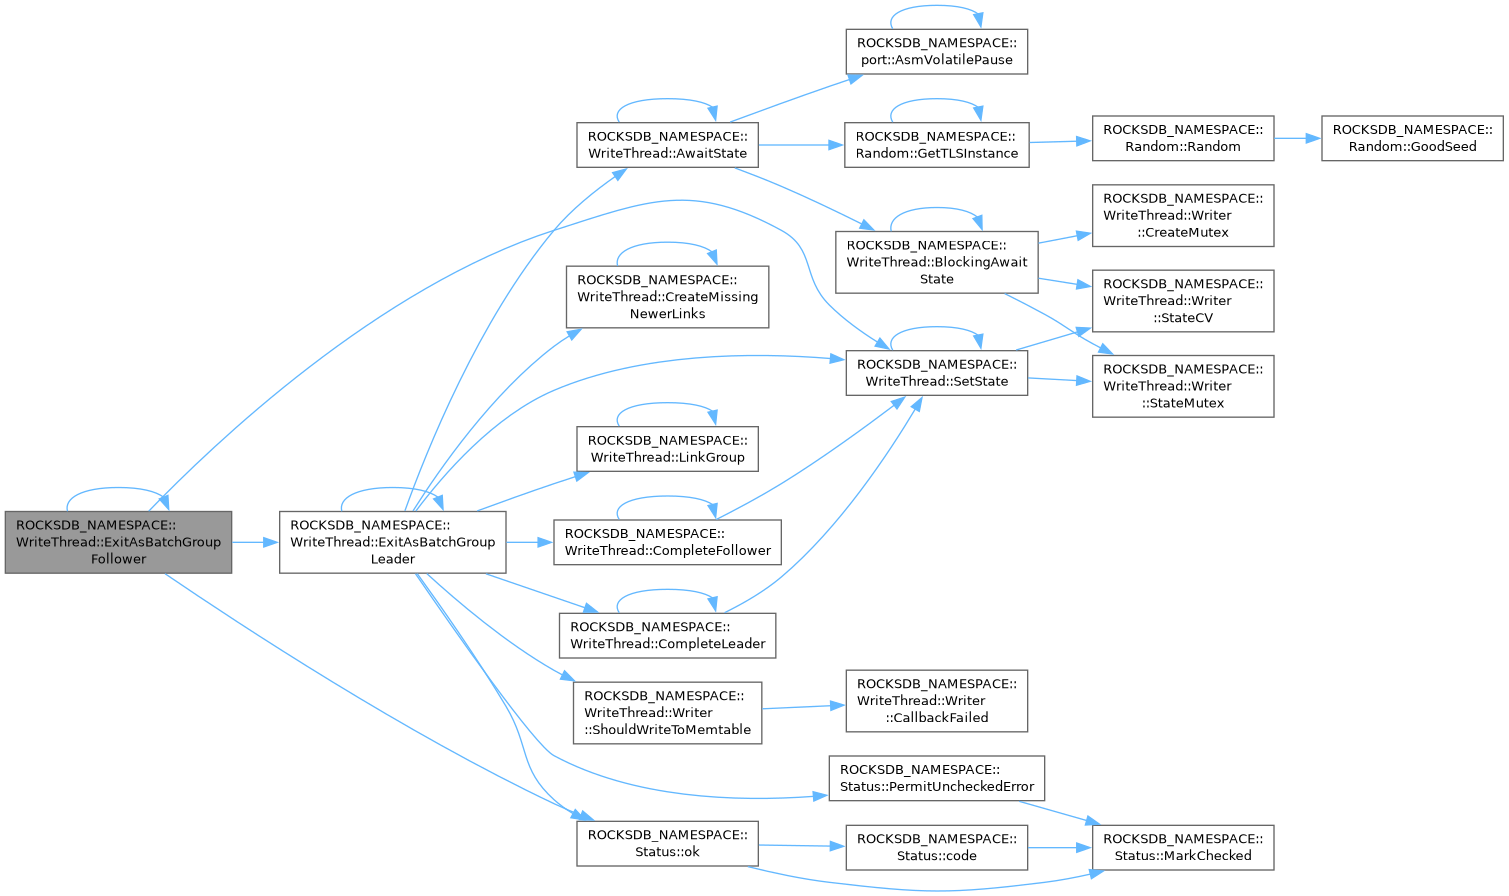 ROCKSDB_NAMESPACE::
WriteThread::ExitAsBatchGroup
Follower
ROCKSDB_NAMESPACE::
WriteThread::ExitAsBatchGroup
Leader
ROCKSDB_NAMESPACE::
WriteThread::AwaitState
ROCKSDB_NAMESPACE::
WriteThread::CreateMissing
NewerLinks
ROCKSDB_NAMESPACE::
WriteThread::LinkGroup
ROCKSDB_NAMESPACE::
WriteThread::CompleteFollower
ROCKSDB_NAMESPACE::
WriteThread::CompleteLeader
ROCKSDB_NAMESPACE::
WriteThread::Writer
::ShouldWriteToMemtable
ROCKSDB_NAMESPACE::
Status::ok
ROCKSDB_NAMESPACE::
port::AsmVolatilePause
ROCKSDB_NAMESPACE::
Random::GetTLSInstance
ROCKSDB_NAMESPACE::
WriteThread::BlockingAwait
State
ROCKSDB_NAMESPACE::
WriteThread::SetState
ROCKSDB_NAMESPACE::
WriteThread::Writer
::CallbackFailed
ROCKSDB_NAMESPACE::
Status::PermitUncheckedError
ROCKSDB_NAMESPACE::
Status::code
ROCKSDB_NAMESPACE::
Random::Random
ROCKSDB_NAMESPACE::
WriteThread::Writer
::CreateMutex
ROCKSDB_NAMESPACE::
WriteThread::Writer
::StateCV
ROCKSDB_NAMESPACE::
WriteThread::Writer
::StateMutex
ROCKSDB_NAMESPACE::
Status::MarkChecked
ROCKSDB_NAMESPACE::
Random::GoodSeed